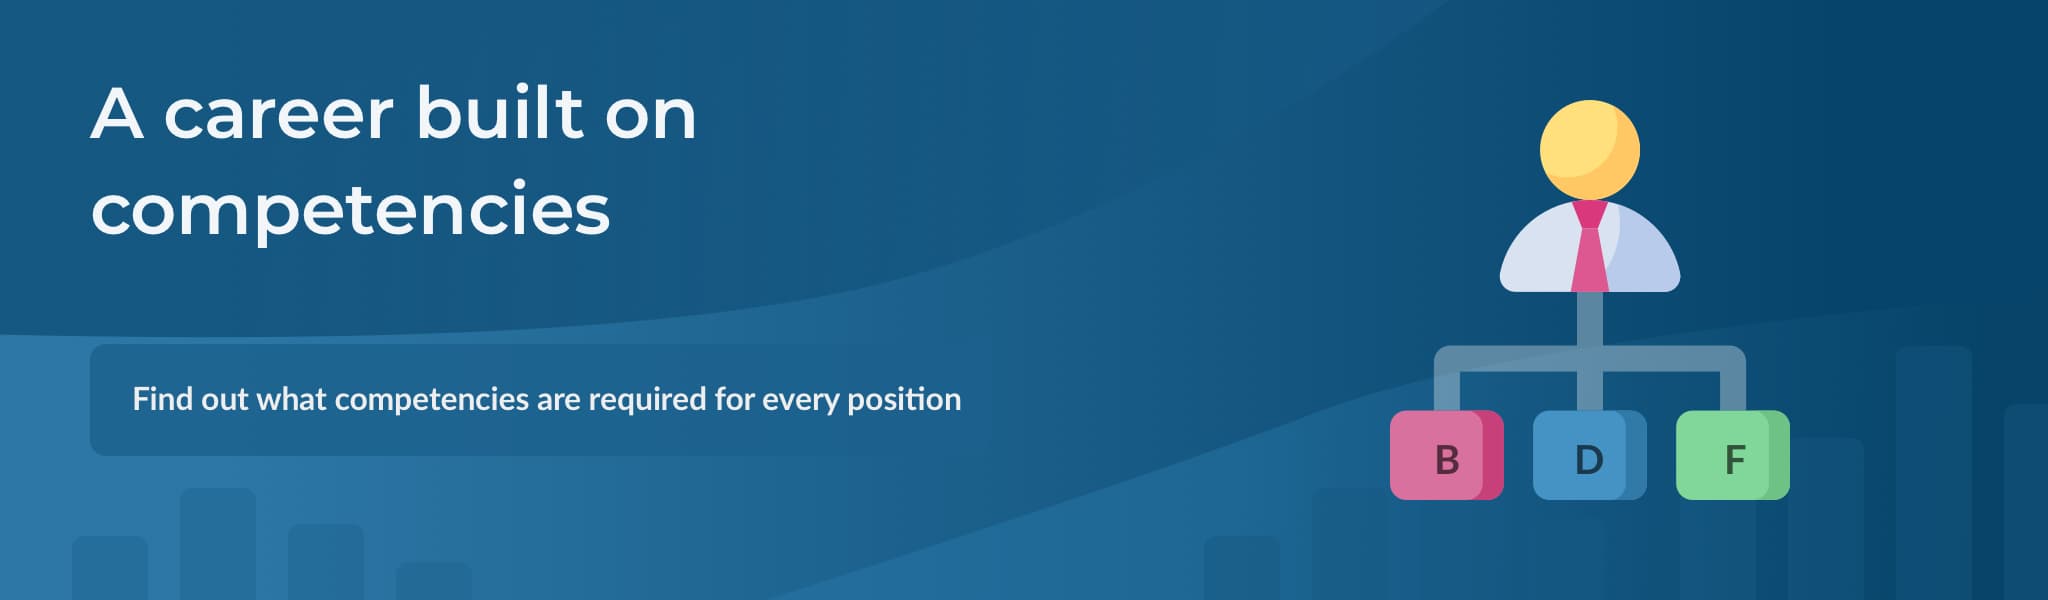 A career built on
competencies
Find out what competencies are required for every position
B D F